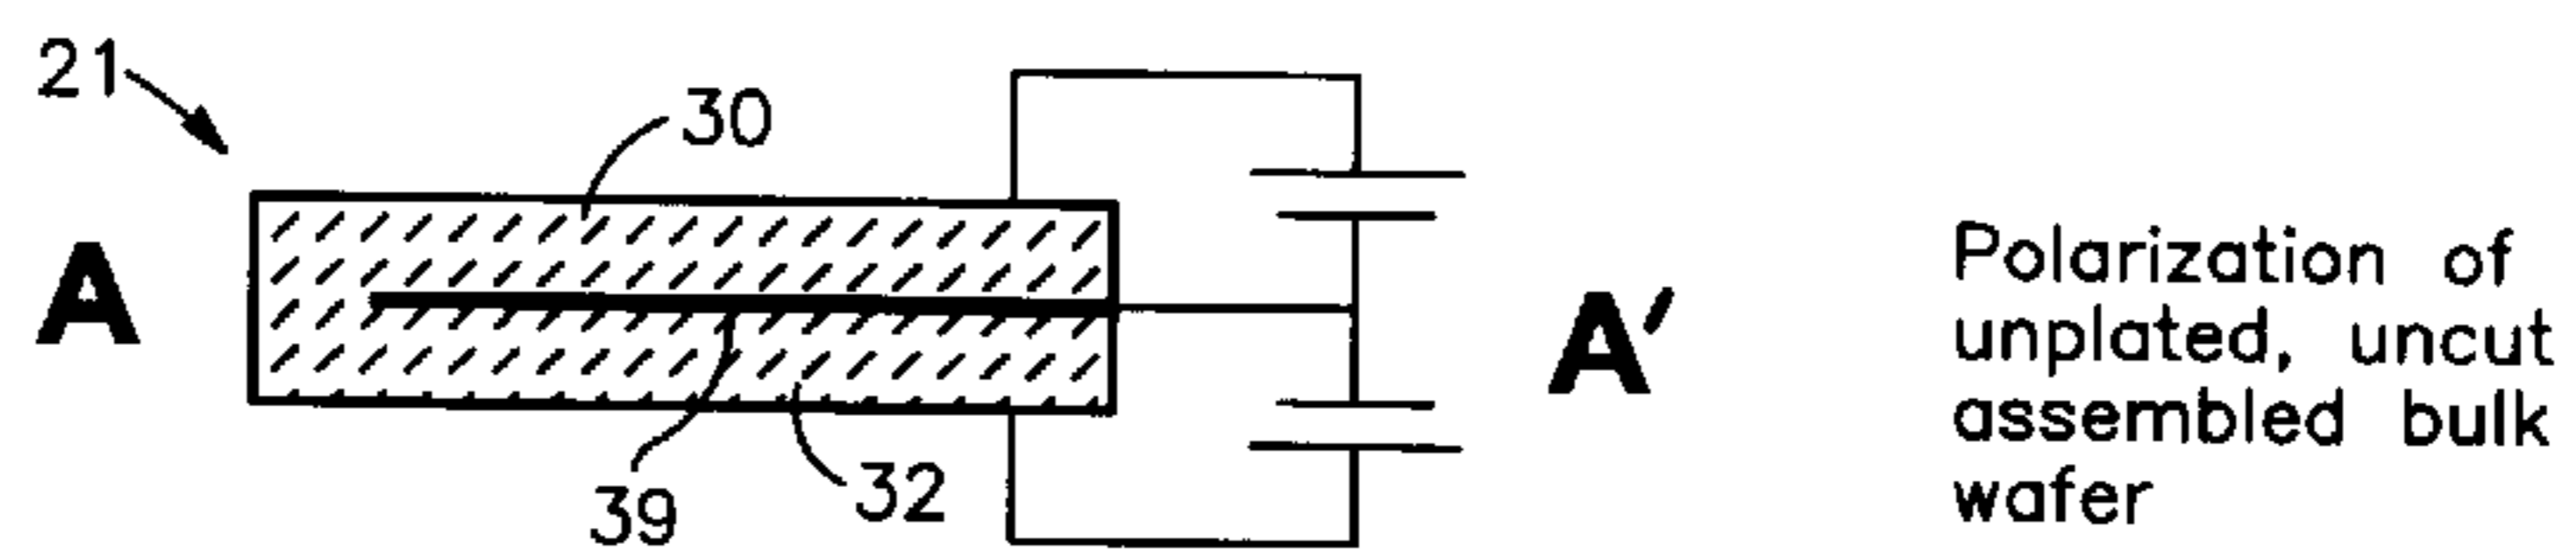 21
30
A
A′
39
32
Polarization of
unplated, uncut
assembled bulk
wafer